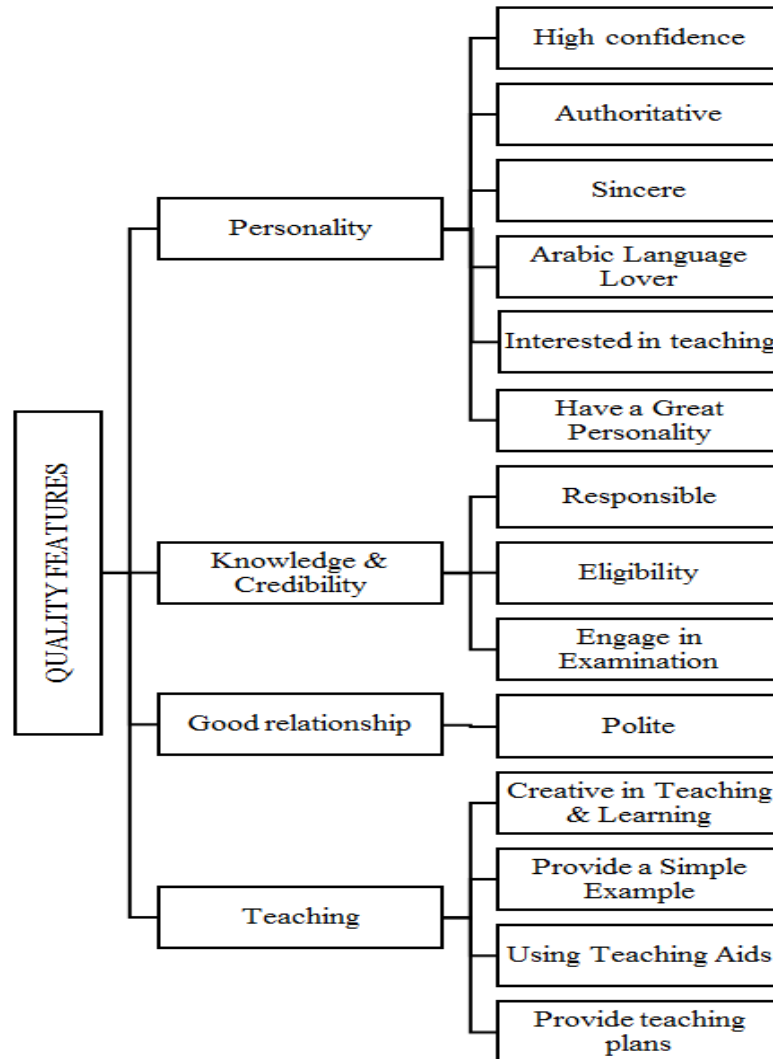 High confidence
Authoritative
Sincere
Personality
Arabic Language
Lover
Interested in teaching
Have a Great
Personality
QUALITY FEATURES
Responsible
Knowledge &
Credibility
Eligibility
Engage in
Examination
Good relationship
Polite
Creative in Teaching
& Learning
Provide a Simple
Example
Teaching
Using Teaching Aids
Provide teaching
plans